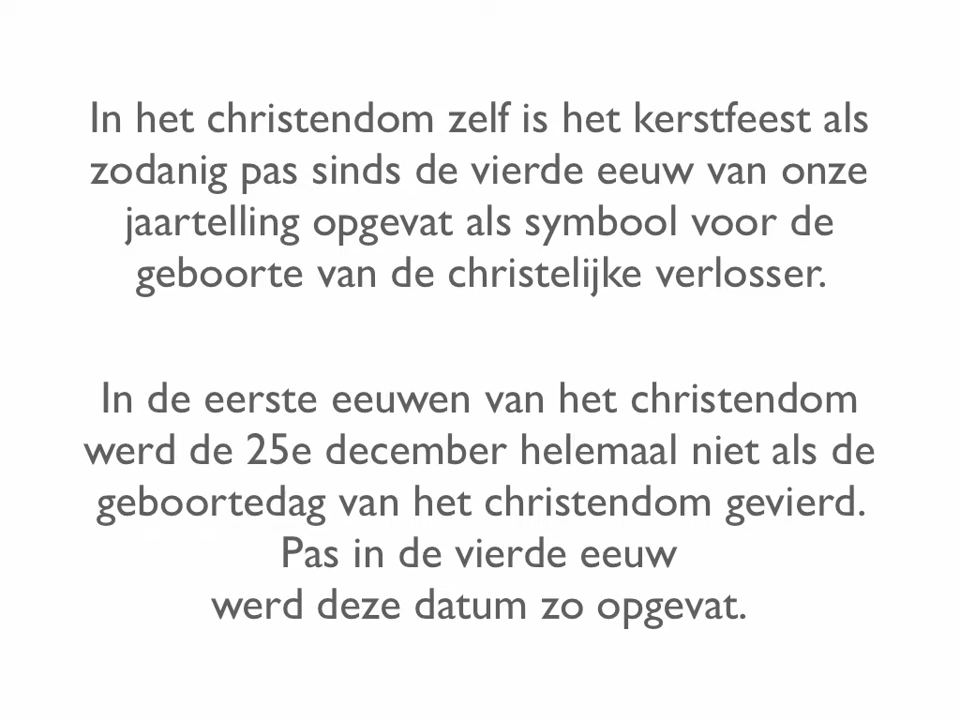 In het christendom zelf is het kerstfeest als
zodanig pas sinds de vierde eeuw van onze
jaartelling opgevat als symbool voor de
geboorte van de christelijke verlosser.
In de eerste eeuwen van het christendom
werd de 25e december helemaal niet als de
geboortedag van het christendom gevierd.
Pas in de vierde eeuw
werd deze datum zo opgevat.